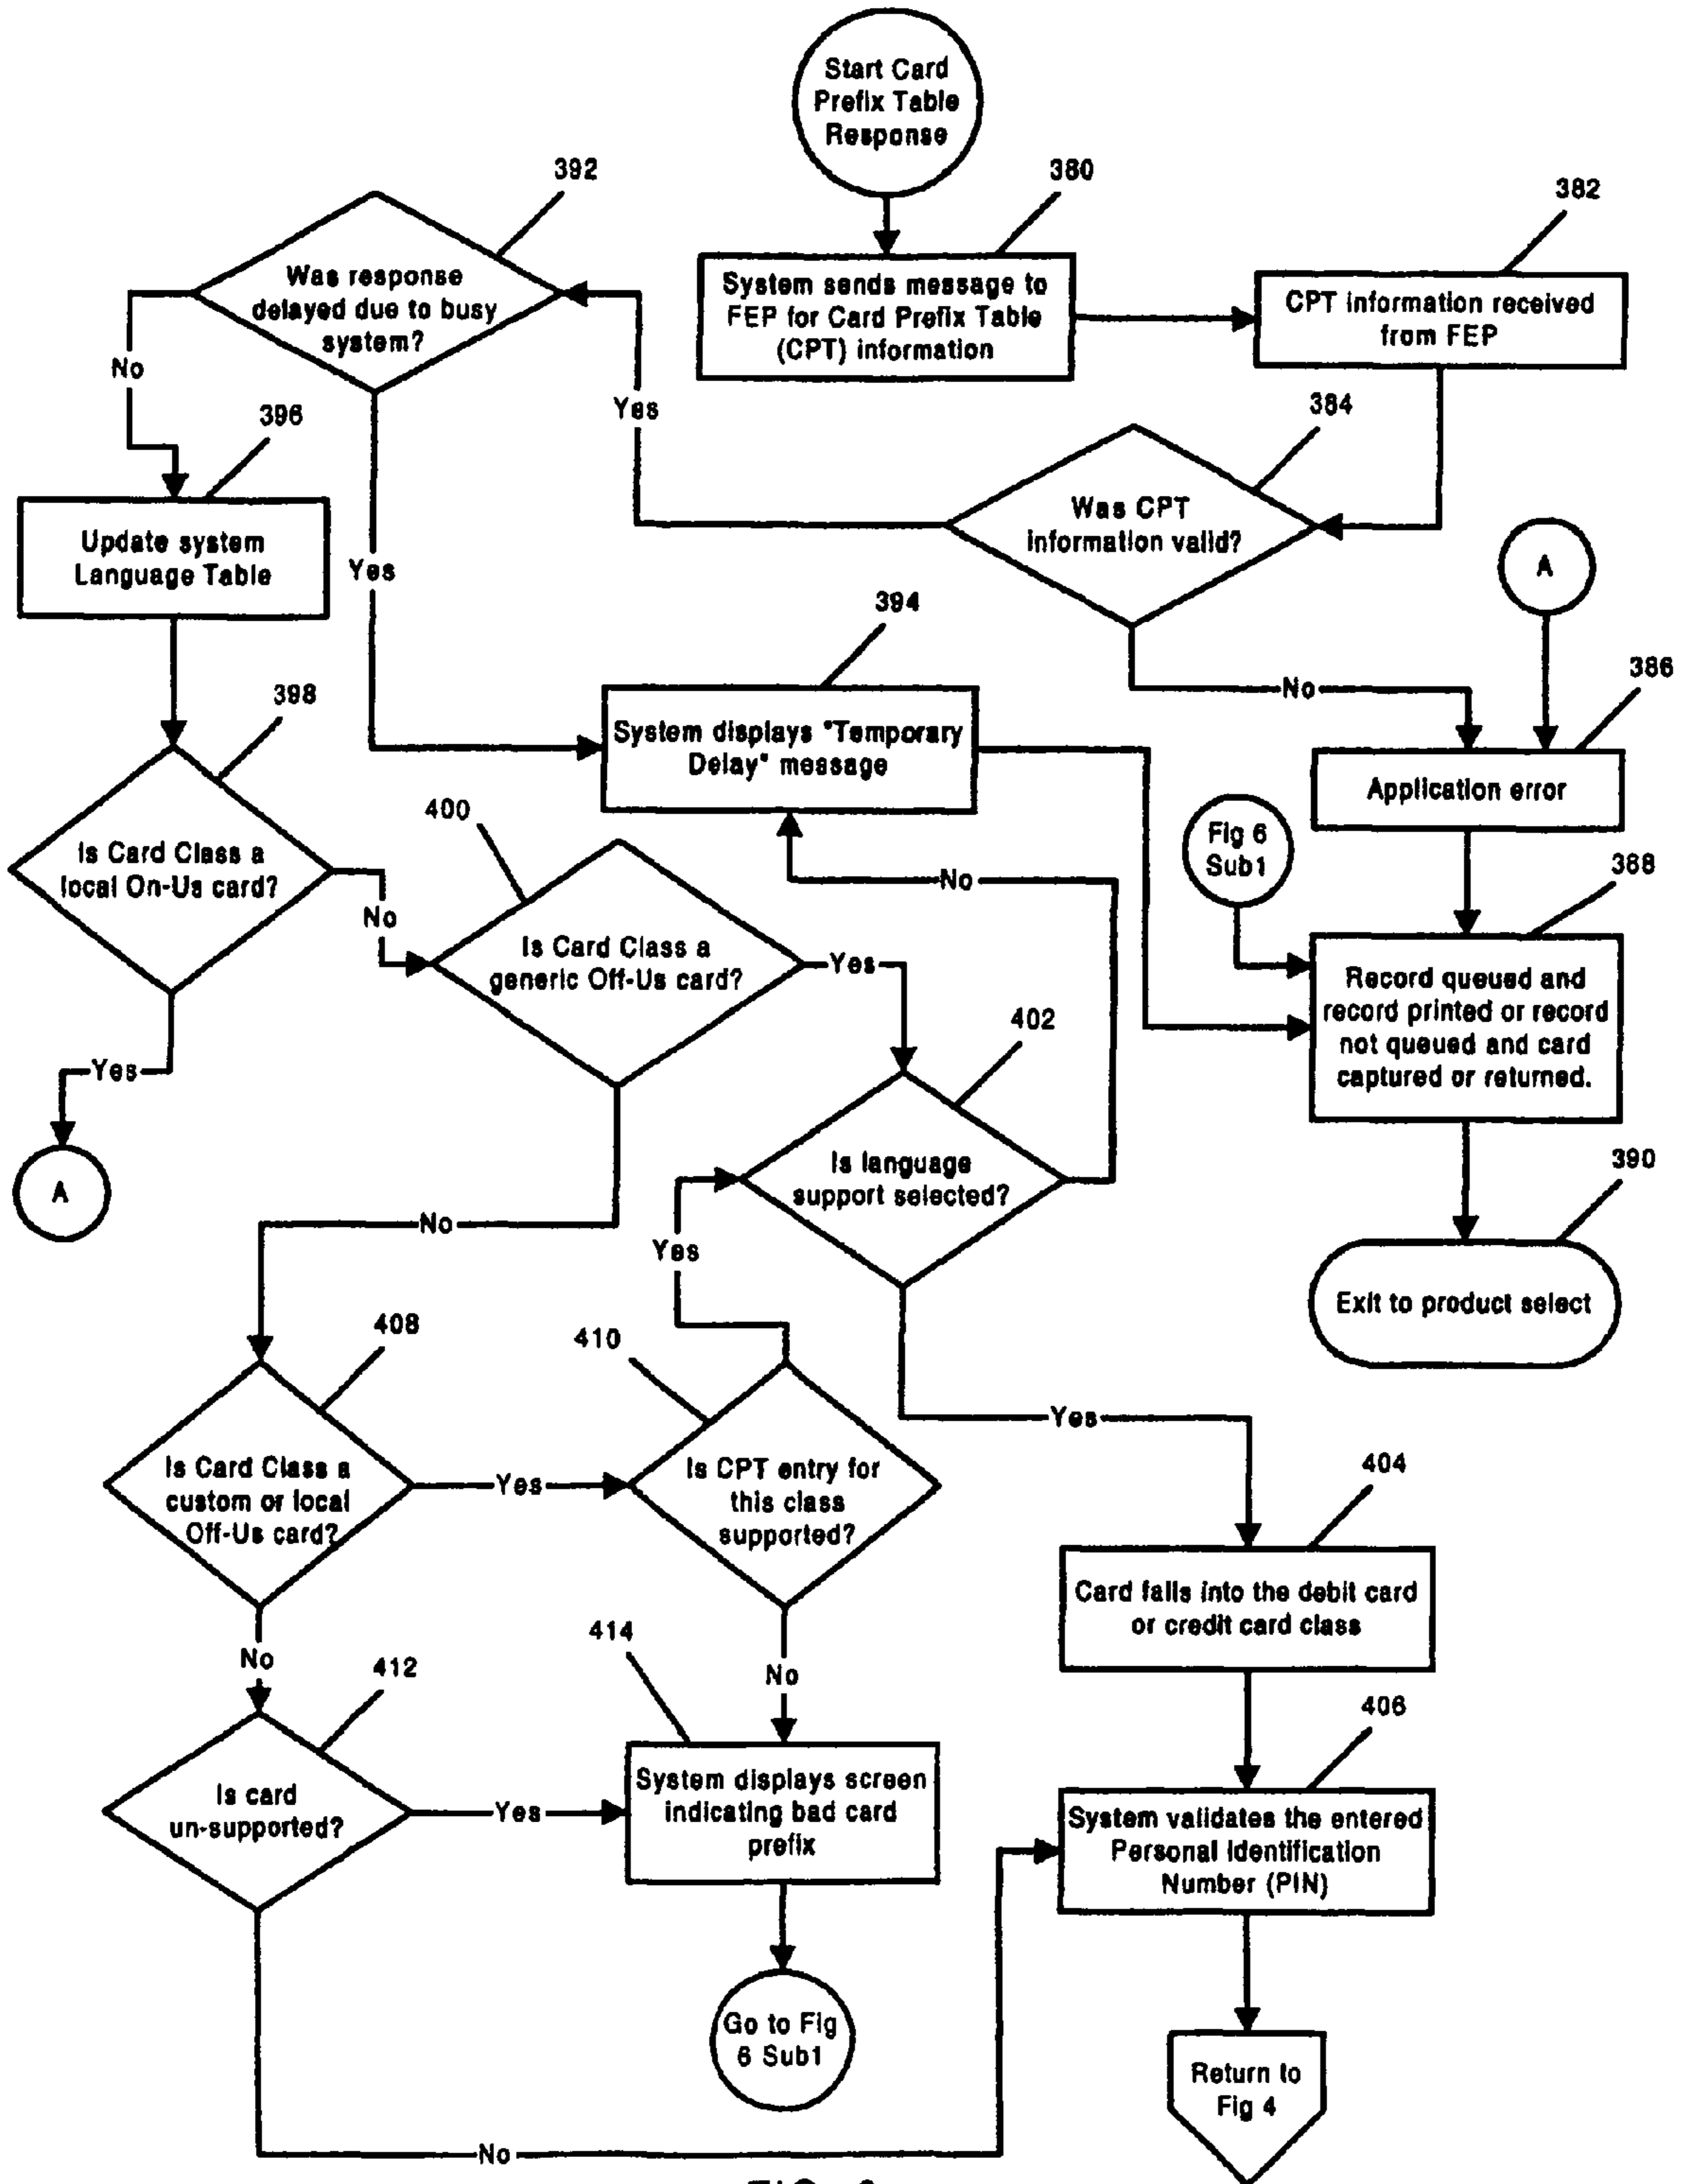 Start Card
Prefix Table
Response
392
380
382
Was response
delayed due to busy
system?
System sends message to
FEP for Card Prefix Table
(CPT) information
CPT information received
from FEP
No
Yes
384
396
Was CPT
information valid?
Update system
Language Table
Yes
A
394
386
398
No
System displays "Temporary
Delay" message
Application error
400
Fig 6
Sub1
388
Is Card Class a
local On-Us card?
No
No
Is Card Class a
generic Off-Us card?
Yes
Record queued and
record printed or record
not queued and card
captured or returned.
402
Yes
A
Is language
support selected?
390
No
Yes
Exit to product select
408
410
Yes
Is Card Class a
custom or local
Off-Us card?
Yes
Is CPT entry for
this class
supported?
404
Card falls into the debit card
or credit card class
414
No
412
No
406
Is card
un-supported?
Yes
System displays screen
indicating bad card
prefix
System validates the entered
Personal Identification
Number (PIN)
Go to Fig
6 Sub1
Return to
Fig 4
No